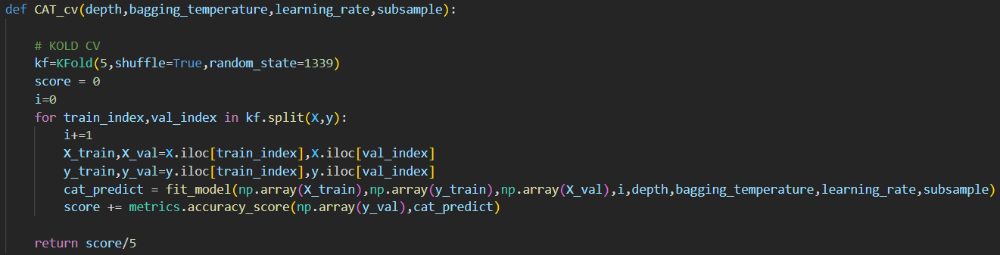 def CAT_cv(depth,bagging_temperature,learning_rate,subsample):
# KOLD CV
kf=KFold(5,shuffle=True,random_state=1339)
score = 0
i=0
for train_index,val_index in kf.split(X,y):
i+=1
X_train,X_val=X.iloc[train_index],X.iloc[val_index]
y_train,y_val=y.iloc[train_index],y.iloc[val_index]
cat_predict = fit_model(np.array(X_train),np.array(y_train),np.array(X_val),i,depth,bagging_temperature,learning_rate,subsample)
score += metrics.accuracy_score(np.array(y_val),cat_predict)
return score/5